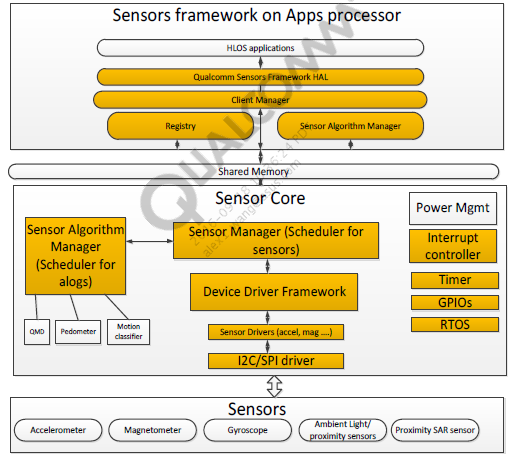 Sensors framework on Apps processor
HLOS applications
Qualcomm Sensors Framework HAL
Client Manager
Registry
Sensor Algorithm Manager
Shared Memory
Sensor Core
Sensor Algorithm
Manager
(Scheduler for
alogs)
Sensor Manager (Scheduler for
sensors)
Power Mgmt
Interrupt
controller
Device Driver Framework
Timer
GPIOs
RTOS
QMD
Pedometer
Motion
classifier
Sensor Drivers (accel, mag ....)
I2C/SPI driver
Sensors
Accelerometer
Magnetometer
Gyroscope
Ambient Light/
proximity sensors
Proximity SAR sensor
QUALCOMM